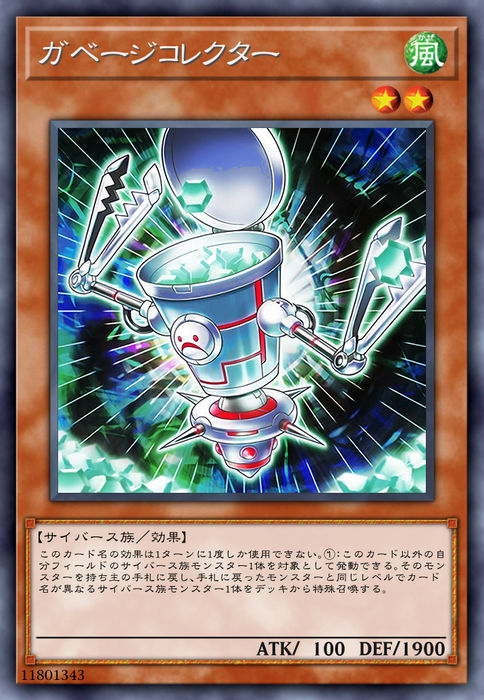 ガベージコレクター
風
かぜ
【サイバース族／効果】
このカード名の効果は1ターンに1度しか使用できない。①：このカード以外の自
分フィールドのサイバース族モンスター1体を対象として発動できる。そのモン
スターを持ち主の手札に戻し、手札に戻ったモンスターと同じレベルでカード
名が異なるサイバース族モンスター1体をデッキから特殊召喚する。
ATK/ 100 DEF/1900
11801343